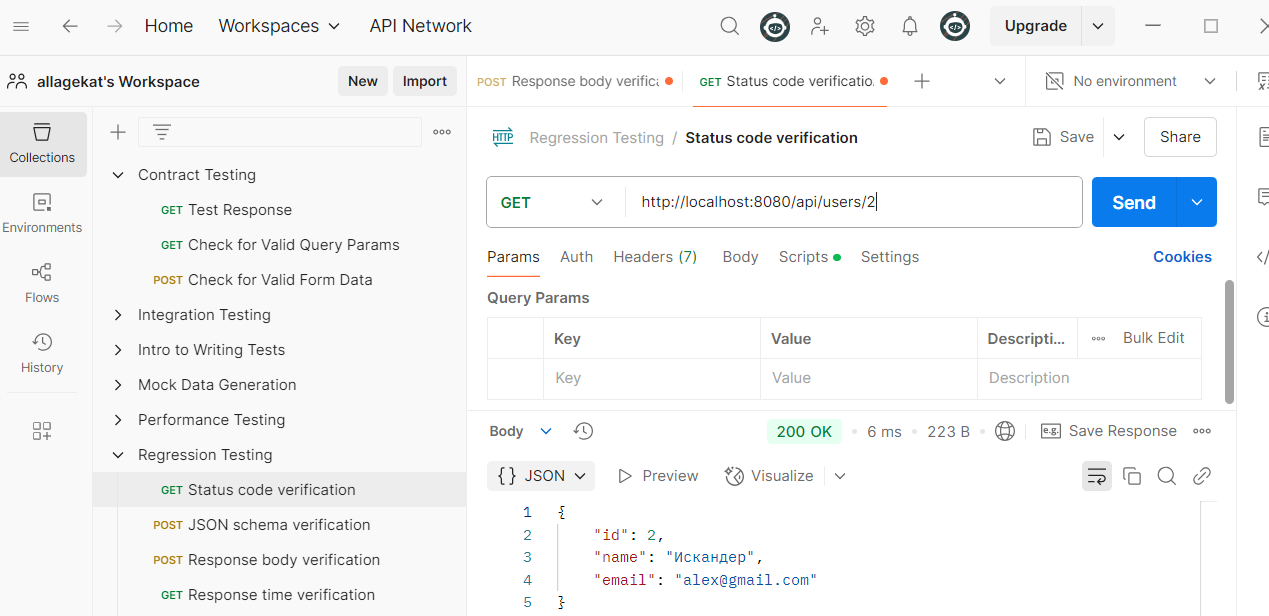 Home Workspaces API Network Upgrade
allagekat's Workspace New Import
POST Response body verific GET Status code verificatio. No environment
Collections
Environments
Flows
History
Contract Testing
GET Test Response
GET Check for Valid Query Params
POST Check for Valid Form Data
Integration Testing
Intro to Writing Tests
Mock Data Generation
Performance Testing
Regression Testing
GET Status code verification
POST JSON schema verification
POST Response body verification
GET Response time verification
HTTP Regression Testing / Status code verification Save Share
GET http://localhost:8080/api/users/2 Send
Params Auth Headers (7) Body Scripts Settings Cookies
Query Params
Key Value Descripti... Bulk Edit
Key Value Description
Body 200 OK 6 ms 223 B e.g. Save Response
{} JSON Preview Visualize
1 {
2 "id": 2,
3 "name": "Искандер",
4 "email": "alex@gmail.com"
5 }